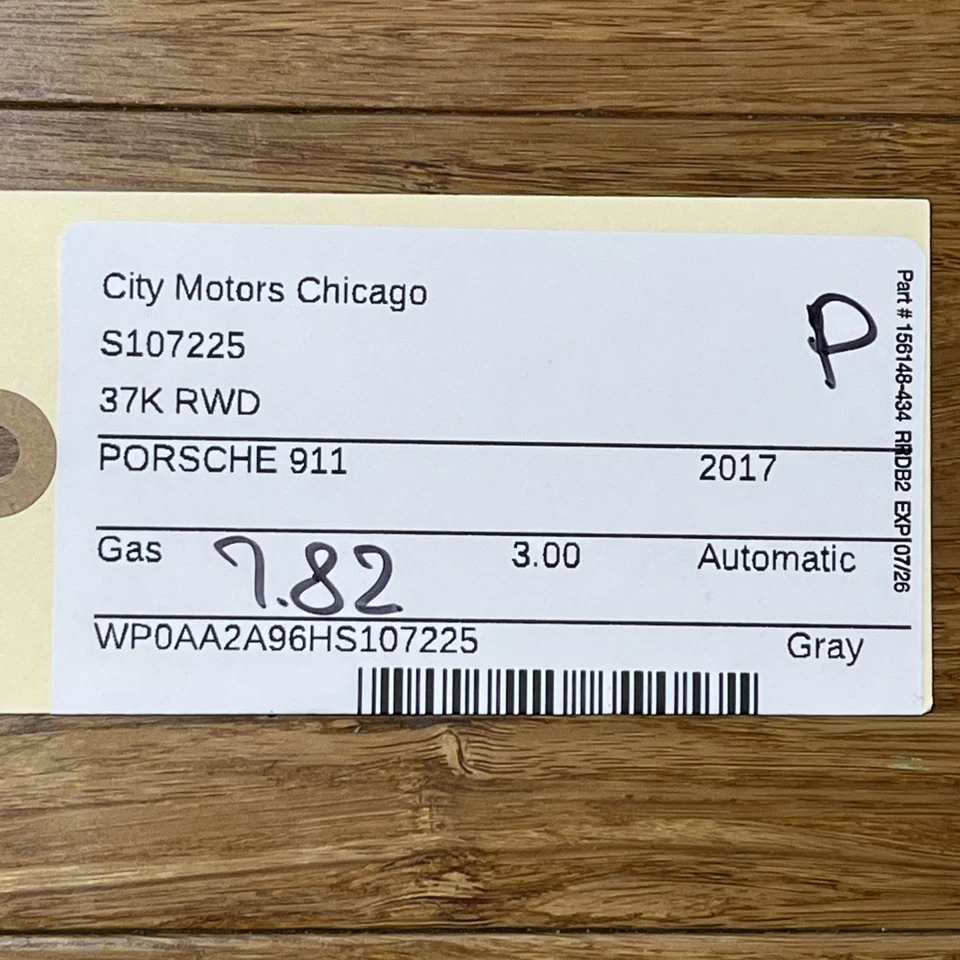 City Motors Chicago
P
S107225
37K RWD
PORSCHE 911 2017
Gas 7.82 3.00 Automatic
WP0AA2A96HS107225 Gray
Part # 156148-434 RRDB2 EXP 07/26